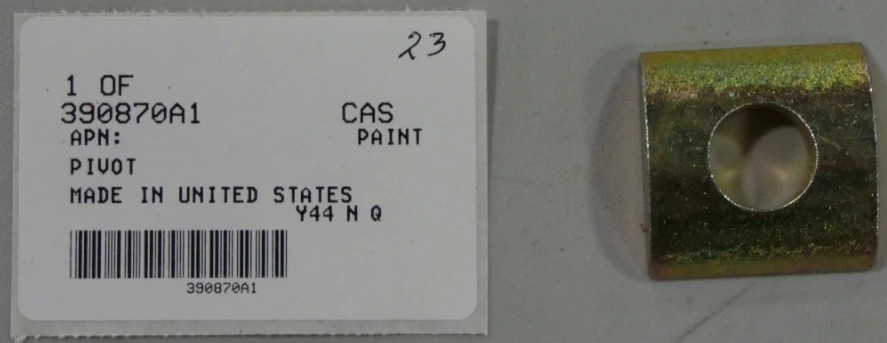 23
1 OF
390870A1 CAS
APN: PAINT
PIVOT
MADE IN UNITED STATES
Y44 N Q
390870A1